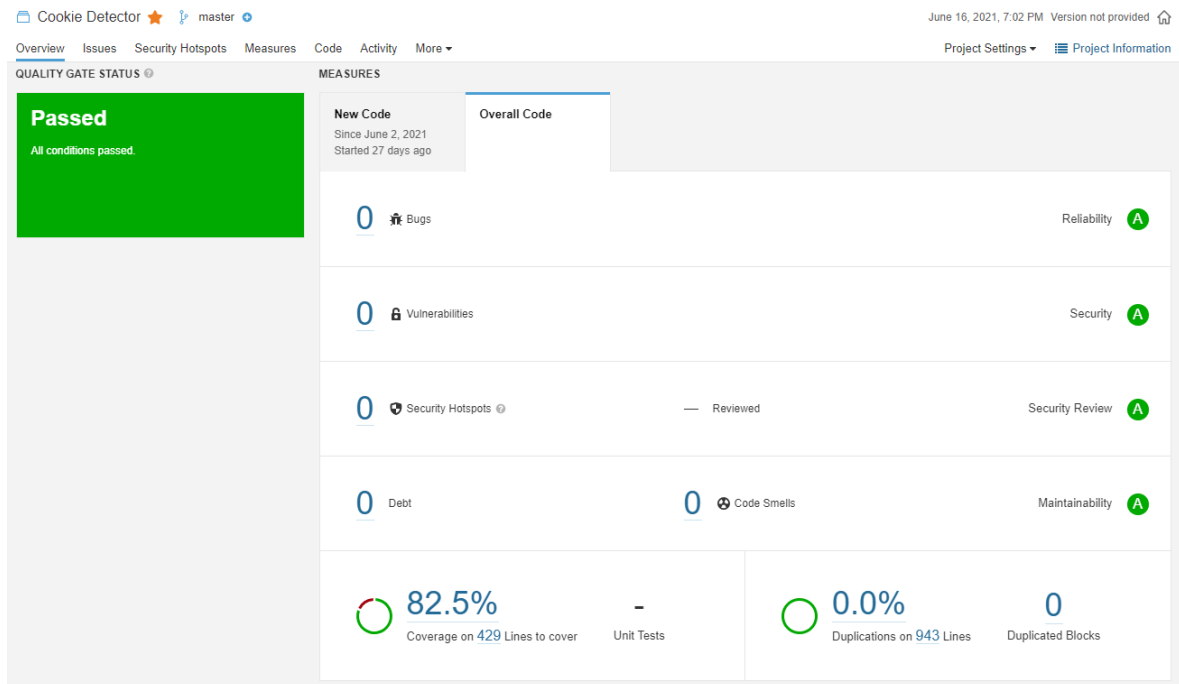 Cookie Detector master June 16, 2021, 7:02 PM Version not provided
Overview Issues Security Hotspots Measures Code Activity More Project Settings Project Information
QUALITY GATE STATUS ? MEASURES
Passed
All conditions passed.
New Code
Since June 2, 2021
Started 27 days ago
Overall Code
0 Bugs Reliability A
0 Vulnerabilities Security A
0 Security Hotspots ? — Reviewed Security Review A
0 Debt 0 Code Smells Maintainability A
82.5%
Coverage on 429 Lines to cover
-
Unit Tests
0.0%
Duplications on 943 Lines
0
Duplicated Blocks